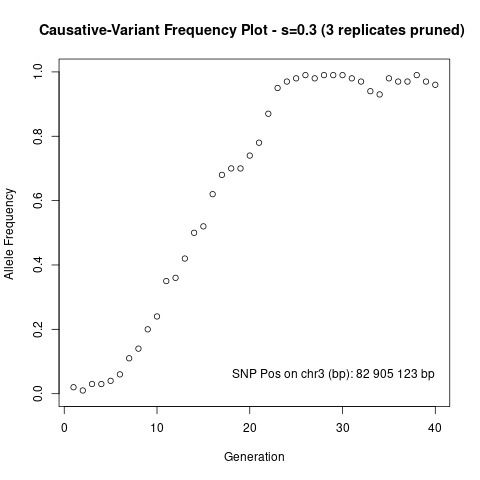 Causative-Variant Frequency Plot - s=0.3 (3 replicates pruned)
Allele Frequency
1.0
0.8
0.6
0.4
0.2
0.0
SNP Pos on chr3 (bp): 82 905 123 bp
0 10 20 30 40
Generation